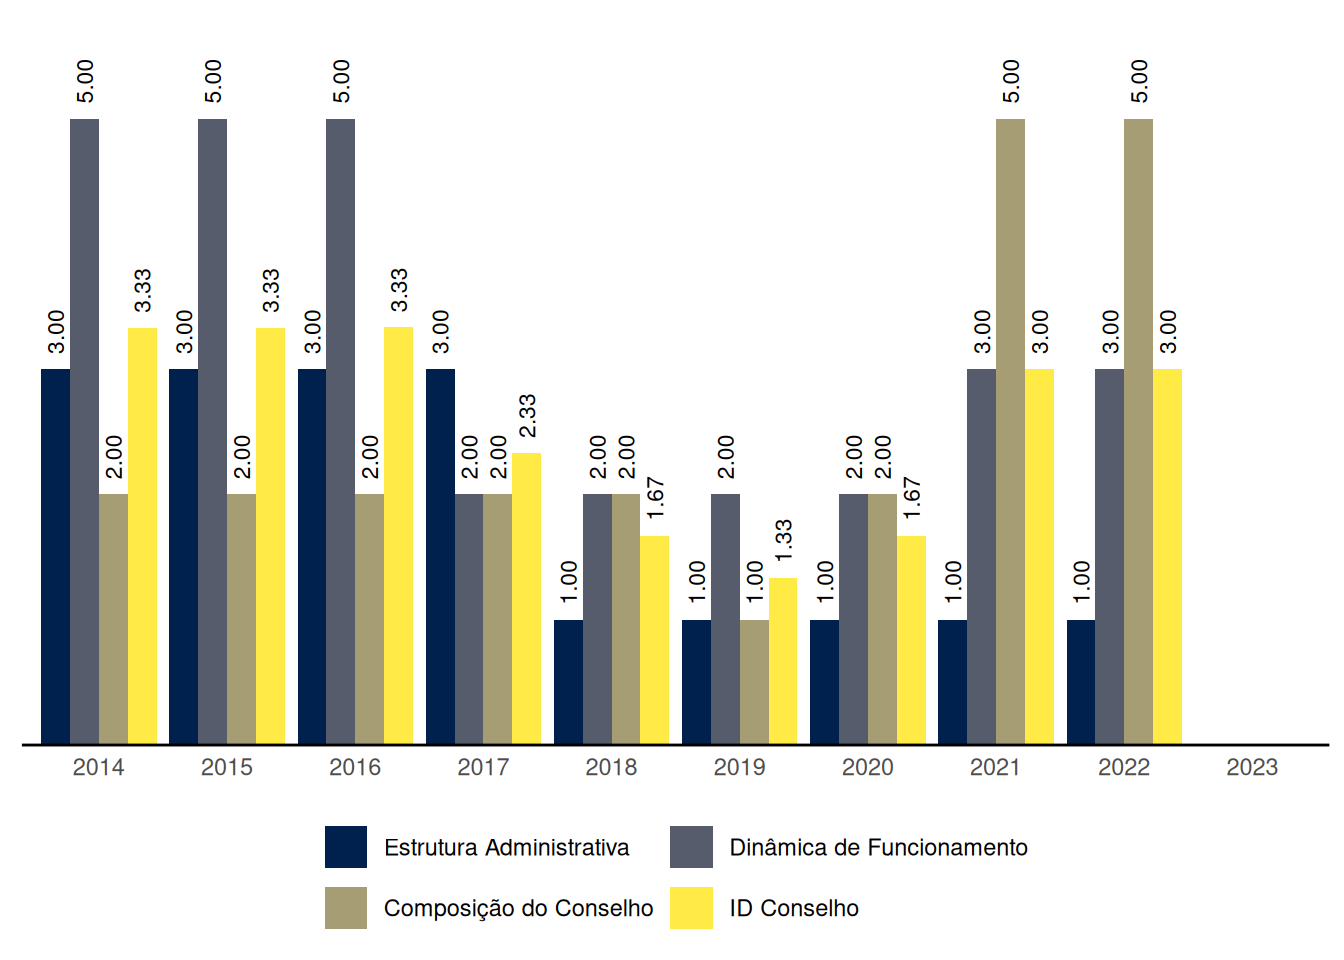 3.00 5.00 2.00 3.33 3.00 5.00 2.00 3.33 3.00 5.00 2.00 3.33 3.00 2.00 2.00 2.33 1.00 2.00 2.00 1.67 1.00 2.00 1.00 1.33 1.00 2.00 2.00 1.67 1.00 3.00 5.00 3.00 1.00 3.00 5.00 3.00
2014 2015 2016 2017 2018 2019 2020 2021 2022 2023
Estrutura Administrativa Dinâmica de Funcionamento
Composição do Conselho ID Conselho